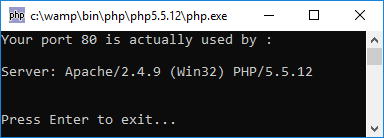 php c:\wamp\bin\php\php5.5.12\php.exe
Your port 80 is actually used by :
Server: Apache/2.4.9 (Win32) PHP/5.5.12
Press Enter to exit...